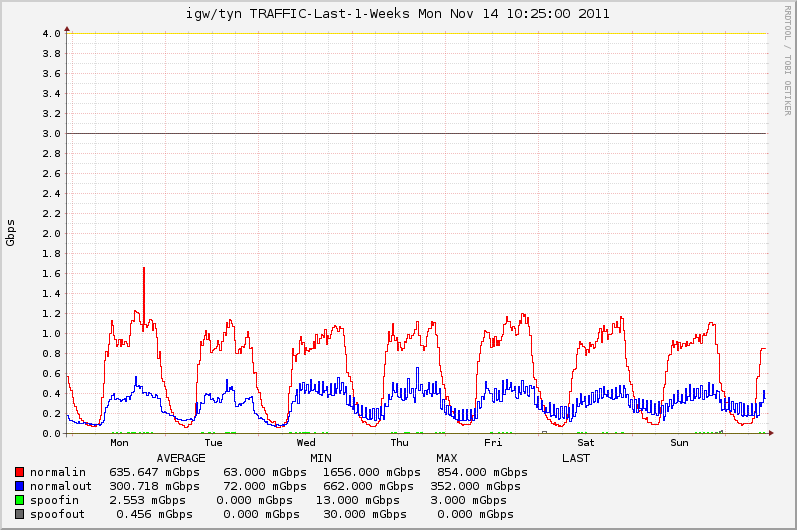 igw/tyn TRAFFIC-Last-1-Weeks Mon Nov 14 10:25:00 2011
RRDTOOL / TOBI OETIKER
Gbps
4.0
3.8
3.6
3.4
3.2
3.0
2.8
2.6
2.4
2.2
2.0
1.8
1.6
1.4
1.2
1.0
0.8
0.6
0.4
0.2
0.0
Mon Tue Wed Thu Fri Sat Sun
AVERAGE MIN MAX LAST
normalin 635.647 mGbps 63.000 mGbps 1656.000 mGbps 854.000 mGbps
normalout 300.718 mGbps 72.000 mGbps 662.000 mGbps 352.000 mGbps
spoofin 2.553 mGbps 0.000 mGbps 13.000 mGbps 3.000 mGbps
spoofout 0.456 mGbps 0.000 mGbps 30.000 mGbps 0.000 mGbps